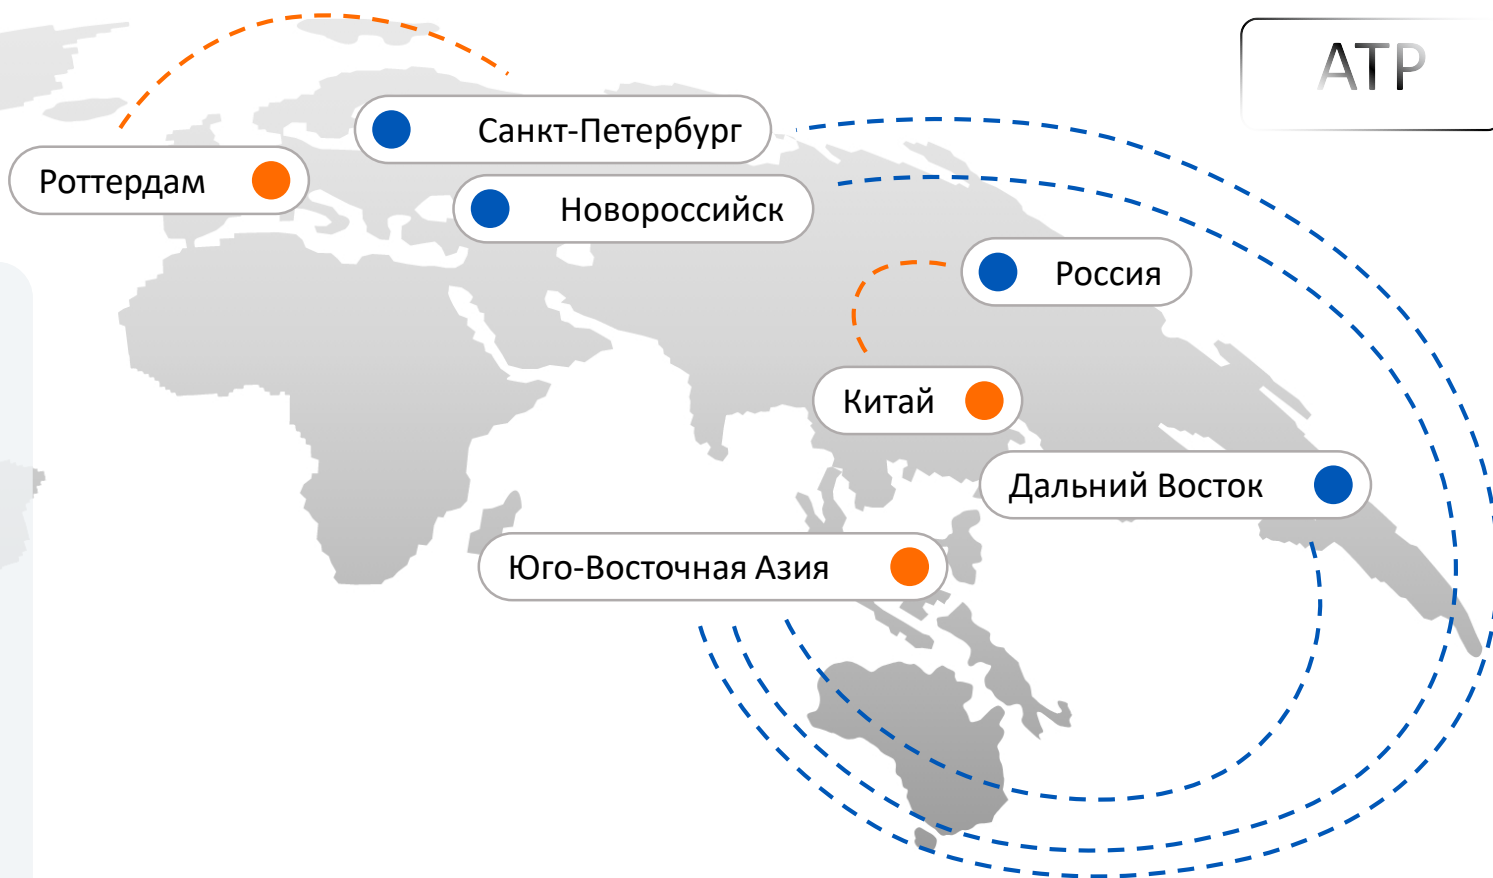 АТР
Санкт-Петербург
Роттердам
Новороссийск
Россия
Китай
Дальний Восток
Юго-Восточная Азия